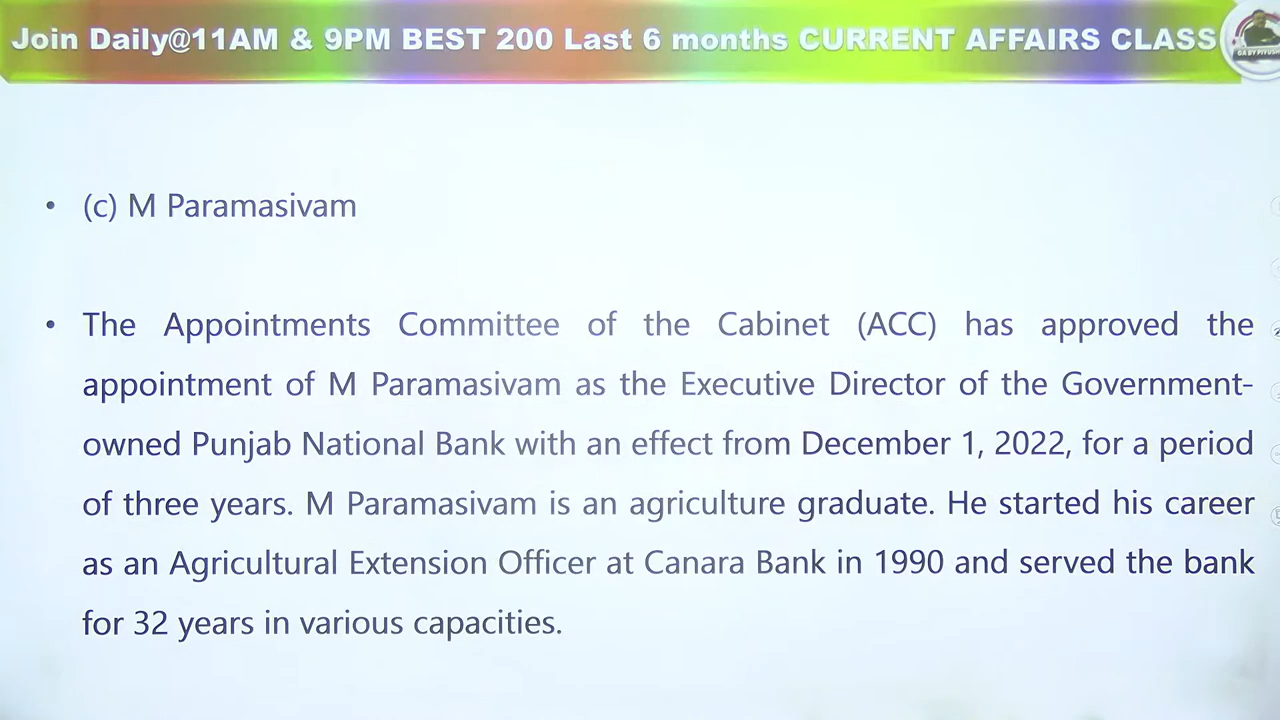 Join Daily@11AM & 9PM BEST 200 Last 6 months CURRENT AFFAIRS CLASS
GA BY PIYUSH
• (c) M Paramasivam
• The Appointments Committee of the Cabinet (ACC) has approved the
appointment of M Paramasivam as the Executive Director of the Government-
owned Punjab National Bank with an effect from December 1, 2022, for a period
of three years. M Paramasivam is an agriculture graduate. He started his career
as an Agricultural Extension Officer at Canara Bank in 1990 and served the bank
for 32 years in various capacities.